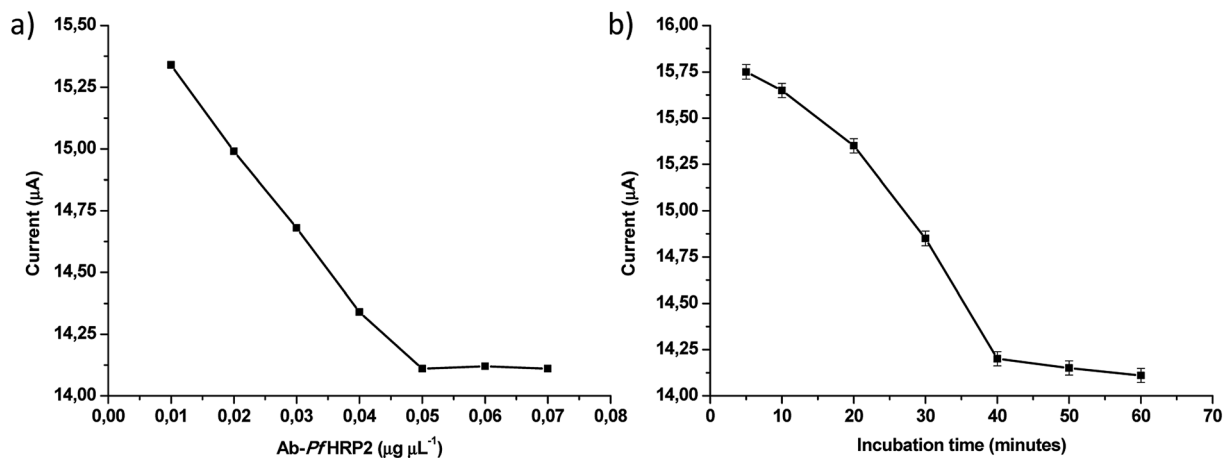 a)
15,50
15,25
15,00
14,75
14,50
14,25
14,00
Current (µA)
0,00 0,01 0,02 0,03 0,04 0,05 0,06 0,07 0,08
Ab-PfHRP2 (µg µL⁻¹)
b)
16,00
15,75
15,50
15,25
15,00
14,75
14,50
14,25
14,00
Current (µA)
0 10 20 30 40 50 60 70
Incubation time (minutes)